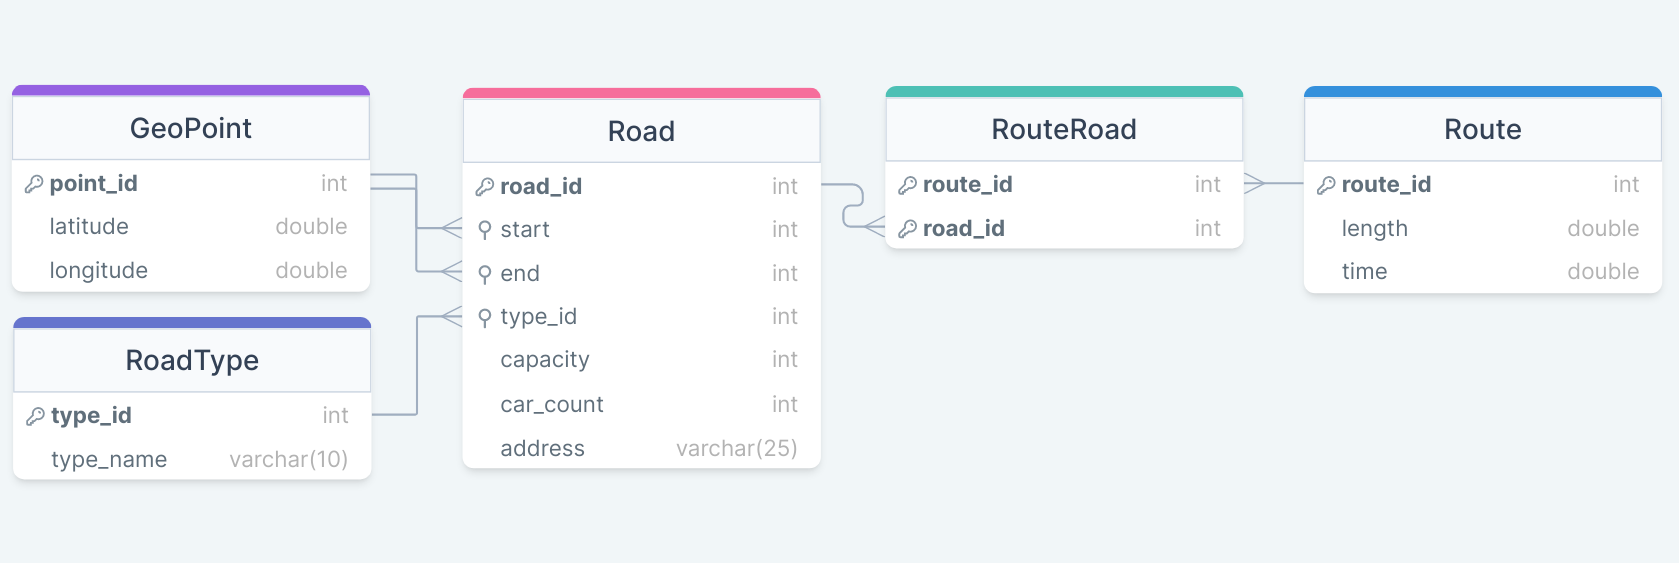 GeoPoint
point_id int
latitude double
longitude double
RoadType
type_id int
type_name varchar(10)
Road
road_id int
start int
end int
type_id int
capacity int
car_count int
address varchar(25)
RouteRoad
route_id int
road_id int
Route
route_id int
length double
time double